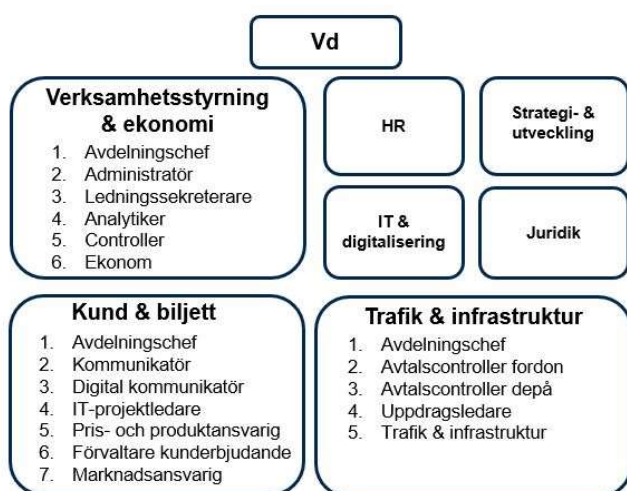 Vd
Verksamhetsstyrning
& ekonomi
1. Avdelningschef
2. Administratör
3. Ledningssekreterare
4. Analytiker
5. Controller
6. Ekonom
HR
Strategi- &
utveckling
IT &
digitalisering
Juridik
Kund & biljett
1. Avdelningschef
2. Kommunikatör
3. Digital kommunikatör
4. IT-projektledare
5. Pris- och produktansvarig
6. Förvaltare kunderbjudande
7. Marknadsansvarig
Trafik & infrastruktur
1. Avdelningschef
2. Avtalscontroller fordon
3. Avtalscontroller depå
4. Uppdragsledare
5. Trafik & infrastruktur